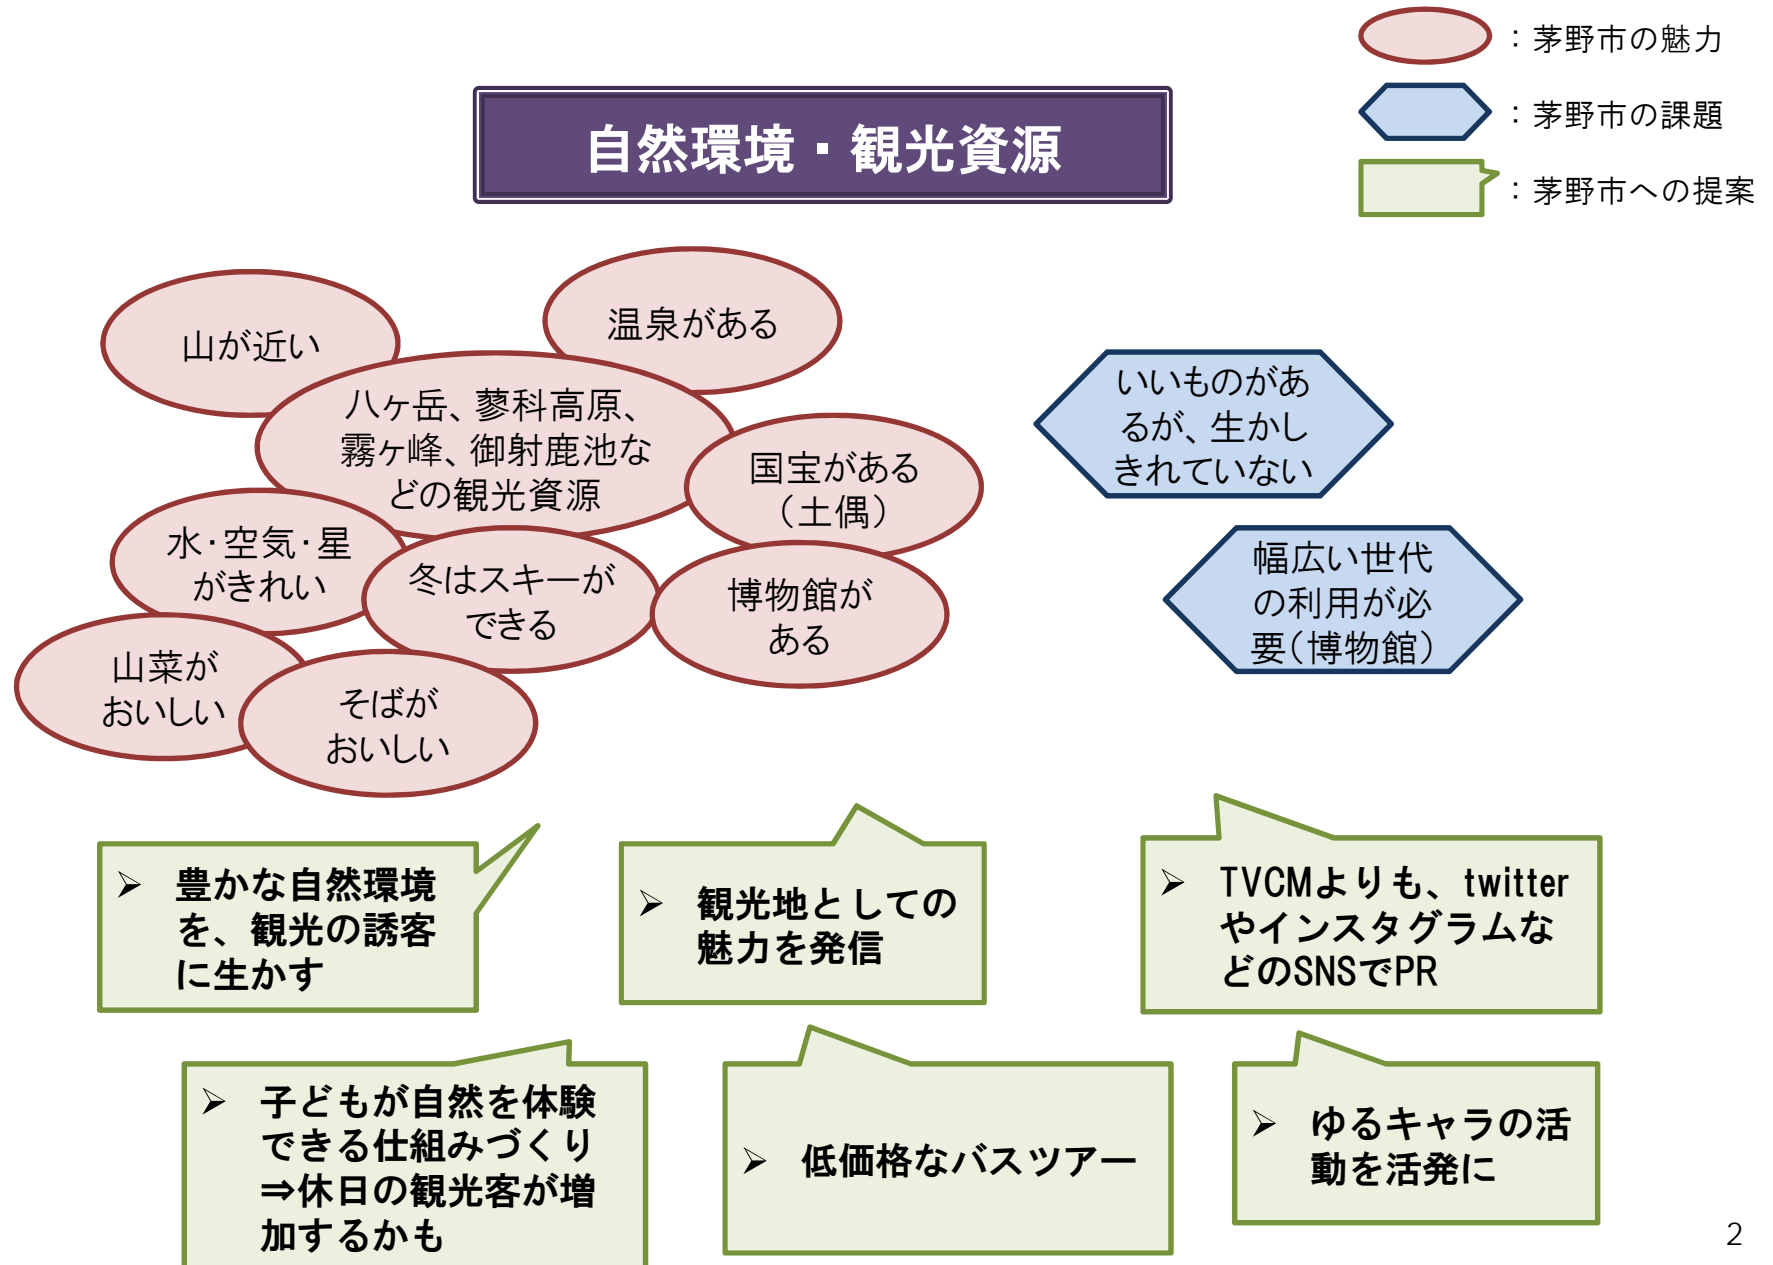 ：茅野市の魅力
：茅野市の課題
：茅野市への提案
自然環境・観光資源
山が近い
温泉がある
八ヶ岳、蓼科高原、
霧ヶ峰、御射鹿池な
どの観光資源
国宝がある
（土偶）
水・空気・星
がきれい
冬はスキーが
できる
博物館が
ある
山菜が
おいしい
そばが
おいしい
いいものがあ
るが、生かし
きれていない
幅広い世代
の利用が必
要（博物館）
➢ 豊かな自然環境
を、観光の誘客
に生かす
➢ 観光地としての
魅力を発信
➢ TVCMよりも、twitter
やインスタグラムな
どのSNSでPR
➢ 子どもが自然を体験
できる仕組みづくり
⇒休日の観光客が増
加するかも
➢ 低価格なバスツアー
➢ ゆるキャラの活
動を活発に
2